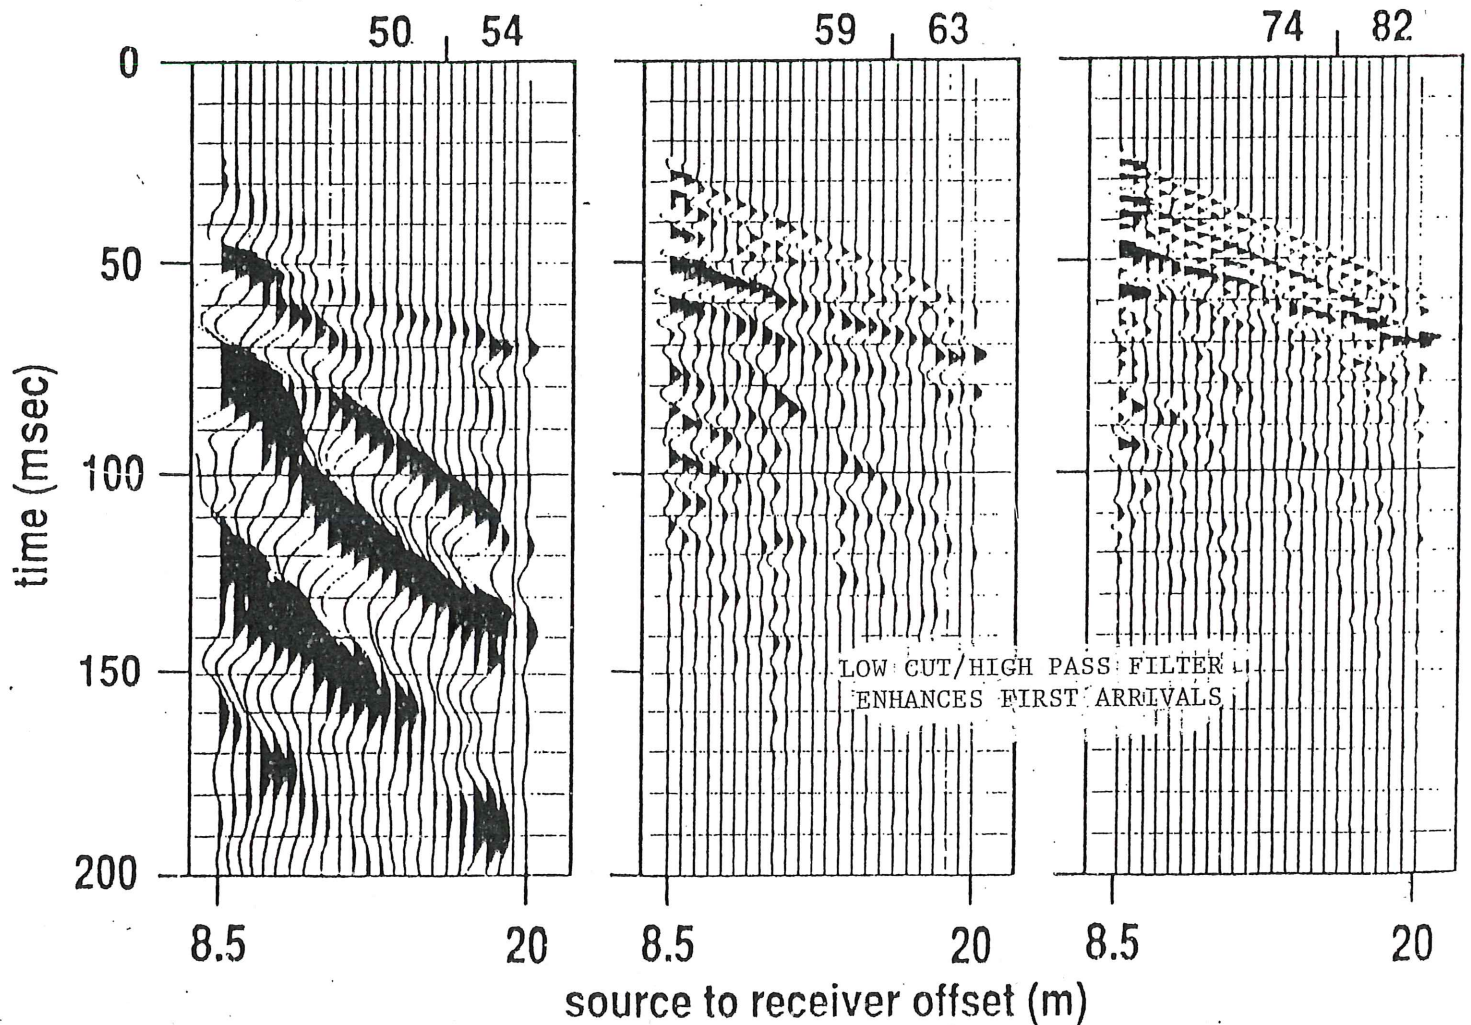 50 | 54
59 | 63
74 | 82
0
50
100
150
200
time (msec)
LOW CUT/HIGH PASS FILTER
ENHANCES FIRST ARRIVALS
8.5 20
8.5 20
8.5 20
source to receiver offset (m)